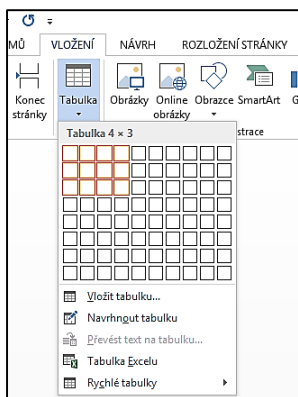 MŮ VLOŽENÍ NÁVRH ROZLOŽENÍ STRÁNKY
Konec stránky
Tabulka
Obrázky
Online obrázky
Obrazce
SmartArt
G
strace
Tabulka 4 × 3
Vložit tabulku...
Navrhnout tabulku
Převést text na tabulku...
Tabulka Excelu
Rychlé tabulky